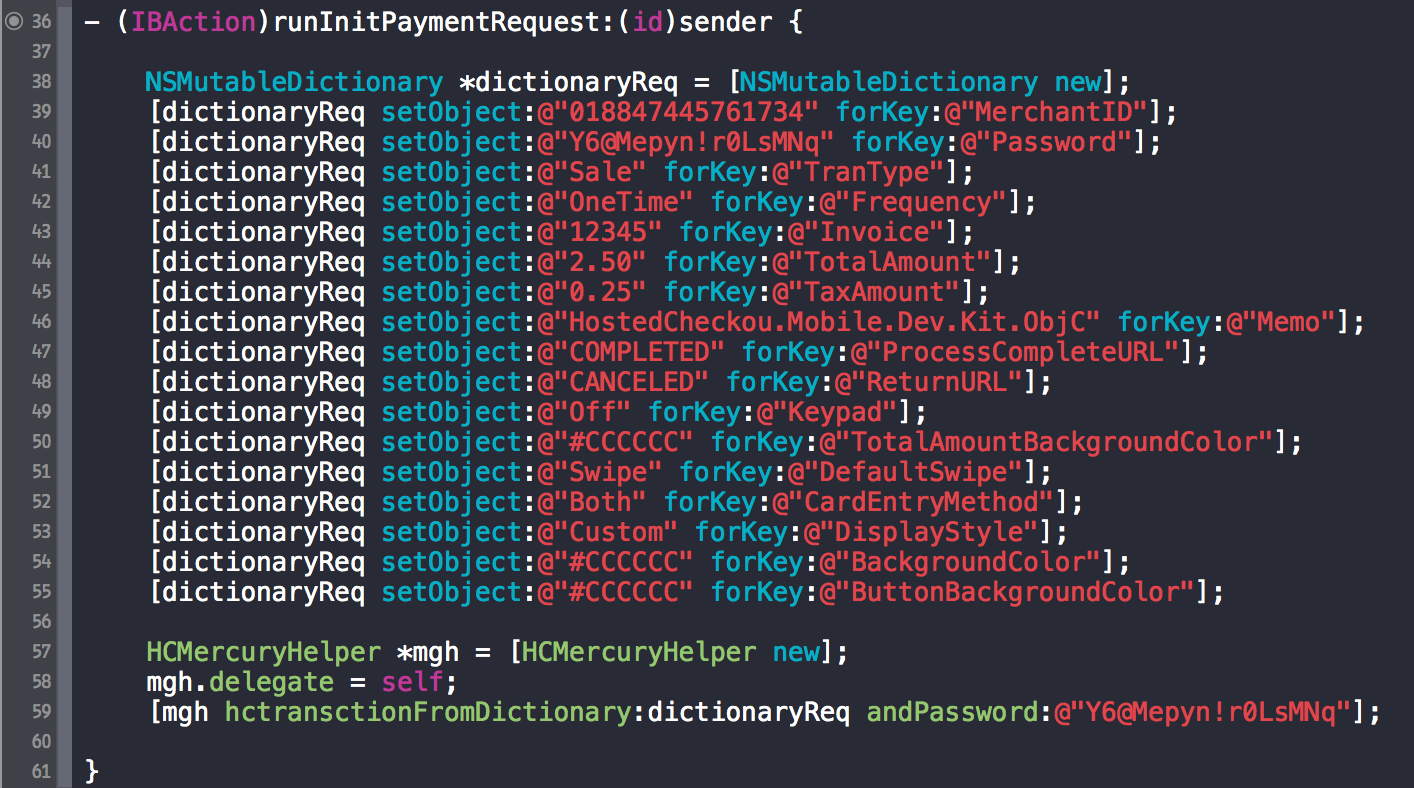 36 - (IBAction)runInitPaymentRequest:(id)sender {
37
38 NSMutableDictionary *dictionaryReq = [NSMutableDictionary new];
39 [dictionaryReq setObject:@"018847445761734" forKey:@"MerchantID"];
40 [dictionaryReq setObject:@"Y6@Mepyn!r0LsMNq" forKey:@"Password"];
41 [dictionaryReq setObject:@"Sale" forKey:@"TranType"];
42 [dictionaryReq setObject:@"OneTime" forKey:@"Frequency"];
43 [dictionaryReq setObject:@"12345" forKey:@"Invoice"];
44 [dictionaryReq setObject:@"2.50" forKey:@"TotalAmount"];
45 [dictionaryReq setObject:@"0.25" forKey:@"TaxAmount"];
46 [dictionaryReq setObject:@"HostedCheckou.Mobile.Dev.Kit.ObjC" forKey:@"Memo"];
47 [dictionaryReq setObject:@"COMPLETED" forKey:@"ProcessCompleteURL"];
48 [dictionaryReq setObject:@"CANCELED" forKey:@"ReturnURL"];
49 [dictionaryReq setObject:@"Off" forKey:@"Keypad"];
50 [dictionaryReq setObject:@"#CCCCCC" forKey:@"TotalAmountBackgroundColor"];
51 [dictionaryReq setObject:@"Swipe" forKey:@"DefaultSwipe"];
52 [dictionaryReq setObject:@"Both" forKey:@"CardEntryMethod"];
53 [dictionaryReq setObject:@"Custom" forKey:@"DisplayStyle"];
54 [dictionaryReq setObject:@"#CCCCCC" forKey:@"BackgroundColor"];
55 [dictionaryReq setObject:@"#CCCCCC" forKey:@"ButtonBackgroundColor"];
56
57 HCMercuryHelper *mgh = [HCMercuryHelper new];
58 mgh.delegate = self;
59 [mgh hctransctionFromDictionary:dictionaryReq andPassword:@"Y6@Mepyn!r0LsMNq"];
60
61 }